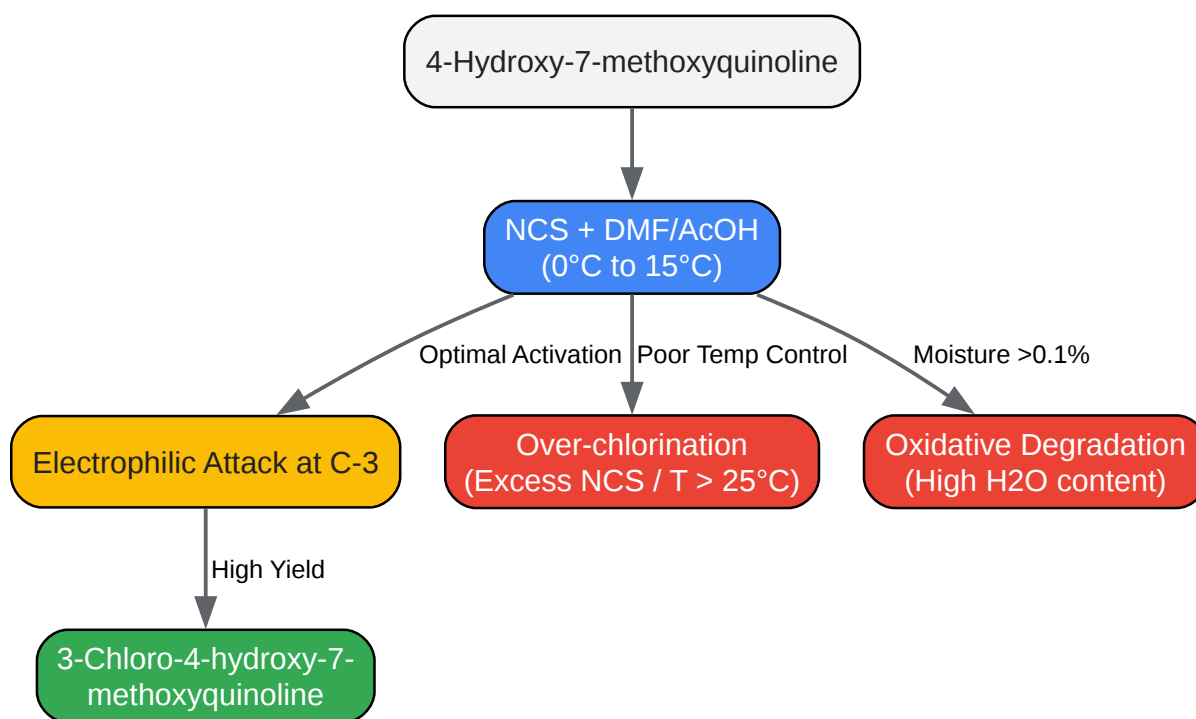 4-Hydroxy-7-methoxyquinoline
NCS + DMF/AcOH
(0°C to 15°C)
Optimal Activation
Poor Temp Control
Moisture >0.1%
Electrophilic Attack at C-3
Over-chlorination
(Excess NCS / T > 25°C)
Oxidative Degradation
(High H2O content)
High Yield
3-Chloro-4-hydroxy-7-
methoxyquinoline